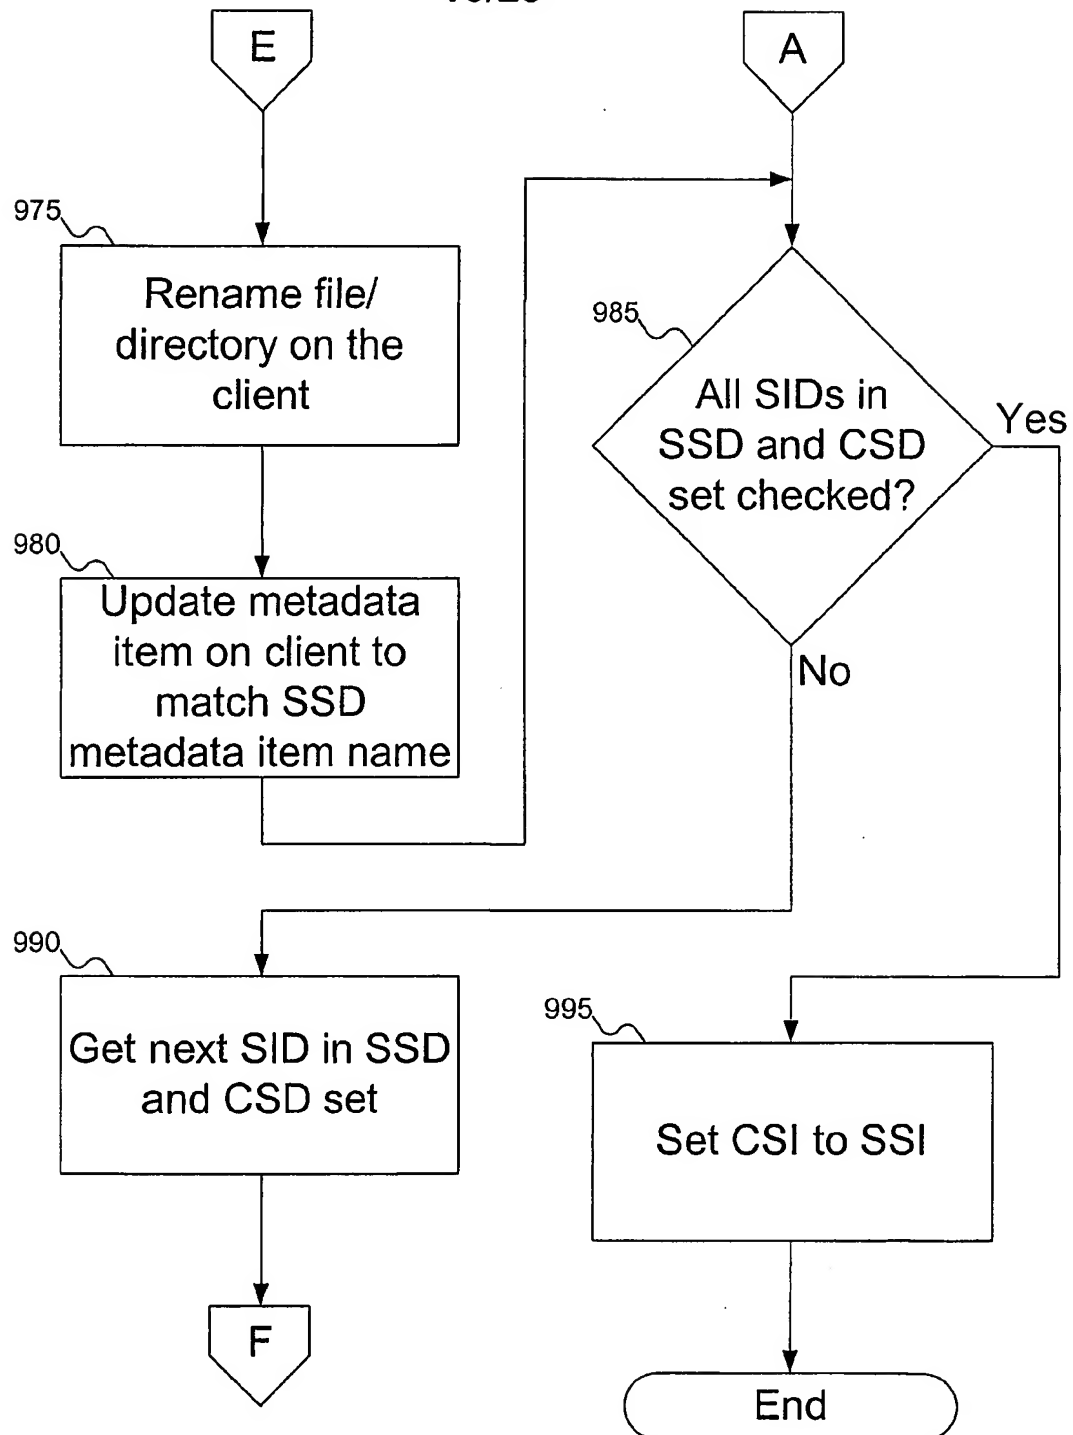 E
A
975
Rename file/
directory on the
client
985
All SIDs in
SSD and CSD
set checked?
Yes
980
Update metadata
item on client to
match SSD
metadata item name
No
990
Get next SID in SSD
and CSD set
995
Set CSI to SSI
F
End